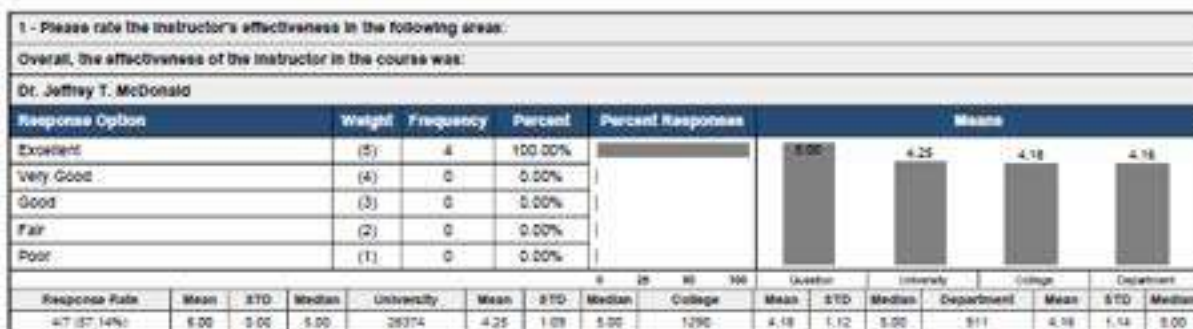 1 - Please rate the instructor's effectiveness in the following areas:
Overall, the effectiveness of the instructor in the course was:
Dr. Jeffrey T. McDonald
Response Option Weight Frequency Percent Percent Responses Means
Excellent (5) 4 100.00% 5.00 4.25 4.18 4.16
Very Good (4) 0 0.00%
Good (3) 0 0.00%
Fair (2) 0 0.00%
Poor (1) 0 0.00%
0 25 50 100 Question University College Department
Response Rate Mean STD Median University Mean STD Median College Mean STD Median Department Mean STD Median
4/7 (57.14%) 5.00 0.00 5.00 4.25 1.09 5.00 4.18 1.12 5.00 911 4.16 1.14 5.00